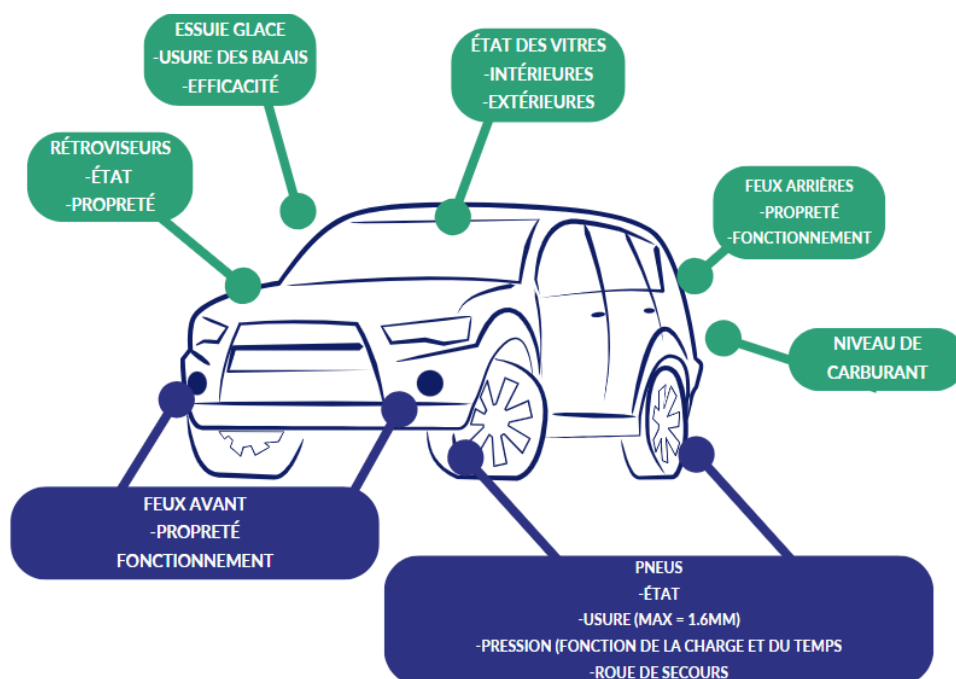 ESSUIE GLACE
-USURE DES BALAIS
-EFFICACITÉ
ÉTAT DES VITRES
-INTÉRIEURES
-EXTÉRIEURES
RÉTROVISEURS
-ÉTAT
-PROPRETÉ
FEUX ARRIÈRES
-PROPRETÉ
-FONCTIONNEMENT
NIVEAU DE
CARBURANT
FEUX AVANT
-PROPRETÉ
FONCTIONNEMENT
PNEUS
-ÉTAT
-USURE (MAX = 1.6MM)
-PRESSION (FONCTION DE LA CHARGE ET DU TEMPS
-ROUE DE SECOURS